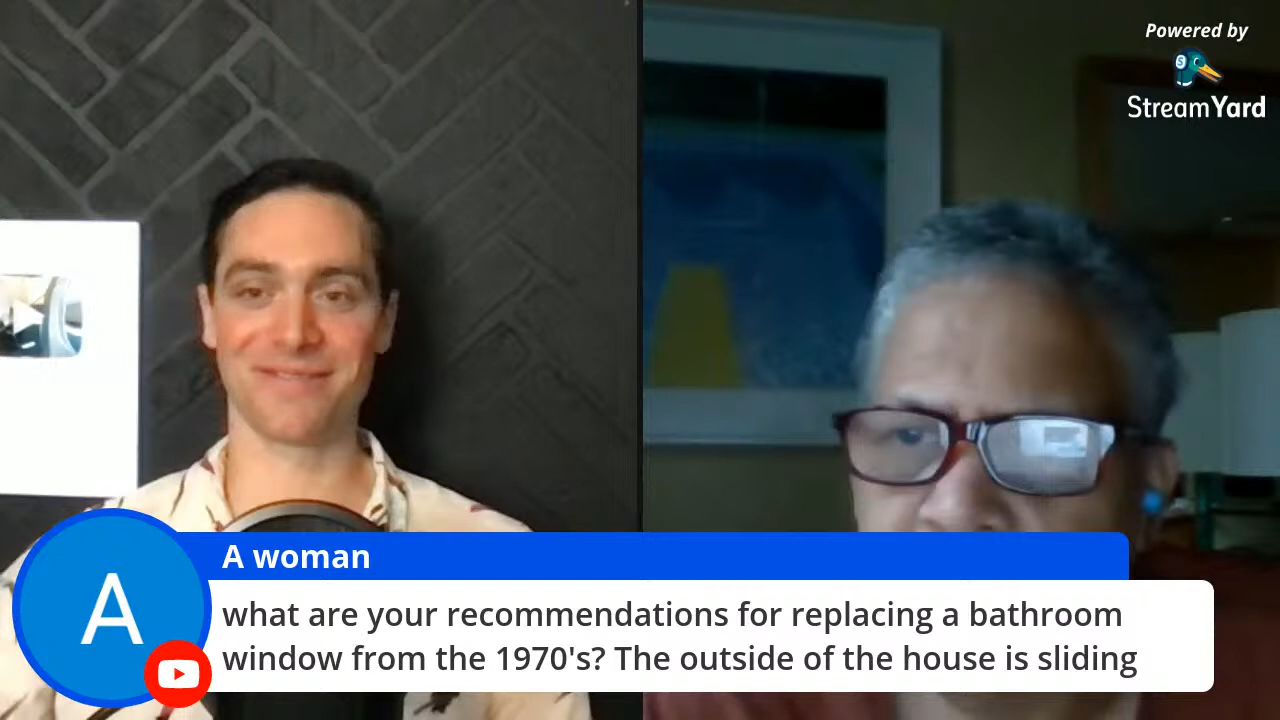 Powered by
StreamYard
A woman
A
what are your recommendations for replacing a bathroom
window from the 1970's? The outside of the house is sliding